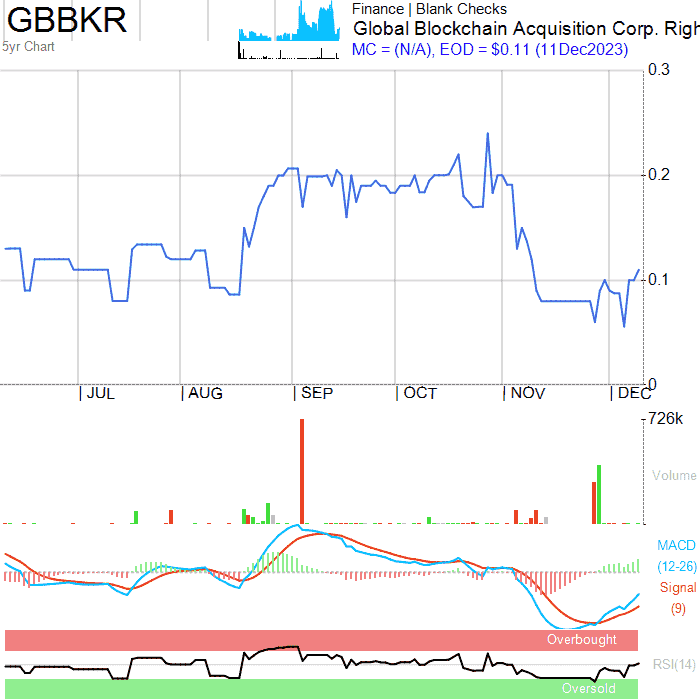 GBBKR
5yr Chart
Finance | Blank Checks
Global Blockchain Acquisition Corp. Righ
MC = (N/A), EOD = $0.11 (11Dec2023)
0.3
0.2
0.1
0
| JUL | AUG | SEP | OCT | NOV | DEC
726k
Volume
MACD
(12-26)
Signal
(9)
Overbought
RSI(14)
Oversold